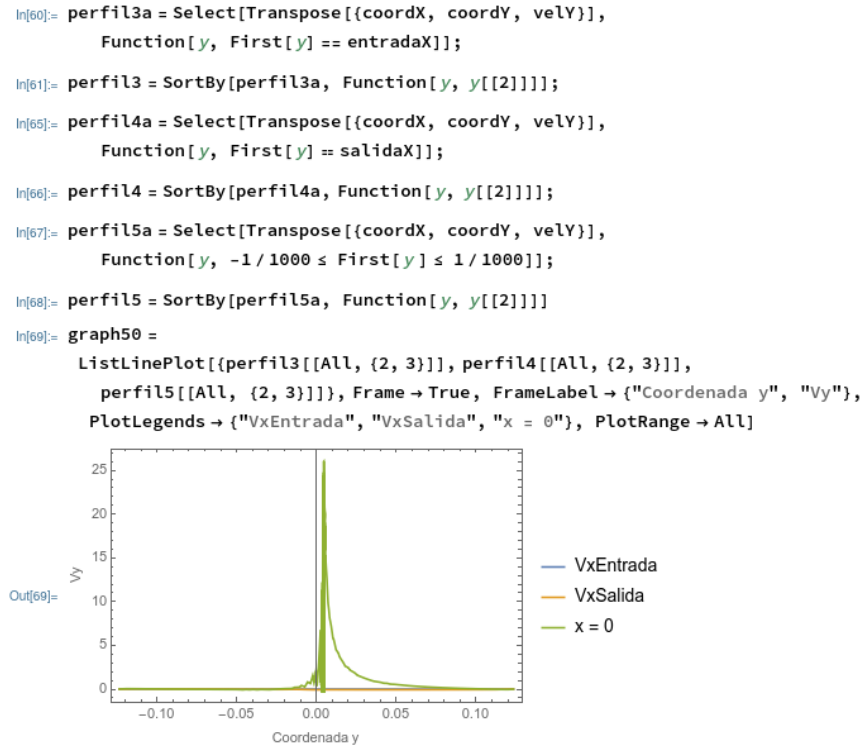 In[60]:= perfil3a = Select[Transpose[{coordX, coordY, velY}],
Function[y, First[y] == entradaX]];
In[61]:= perfil3 = SortBy[perfil3a, Function[y, y[[2]]]];
In[65]:= perfil4a = Select[Transpose[{coordX, coordY, velY}],
Function[y, First[y] == salidaX]];
In[66]:= perfil4 = SortBy[perfil4a, Function[y, y[[2]]]];
In[67]:= perfil5a = Select[Transpose[{coordX, coordY, velY}],
Function[y, -1 / 1000 ≤ First[y] ≤ 1 / 1000]];
In[68]:= perfil5 = SortBy[perfil5a, Function[y, y[[2]]]]
In[69]:= graph50 =
ListLinePlot[{perfil3[[All, {2, 3}]], perfil4[[All, {2, 3}]],
perfil5[[All, {2, 3}]]}, Frame → True, FrameLabel → {"Coordenada y", "Vy"},
PlotLegends → {"VxEntrada", "VxSalida", "x = 0"}, PlotRange → All]
Out[69]=
Vy
25
20
15
10
5
0
-0.10 -0.05 0.00 0.05 0.10
Coordenada y
VxEntrada
VxSalida
x = 0